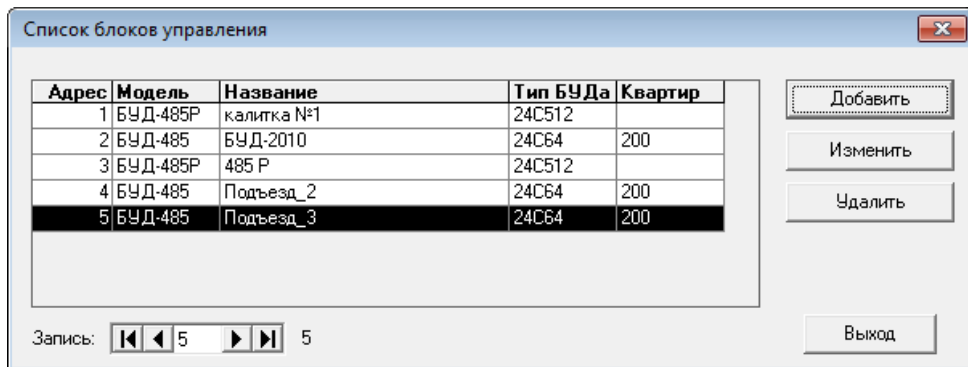 Список блоков управления
Адрес Модель Название Тип БУДа Квартир
1 БУД-485Р калитка №1 24С512
2 БУД-485 БУД-2010 24С64 200
3 БУД-485Р 485 Р 24С512
4 БУД-485 Подъезд_2 24С64 200
5 БУД-485 Подъезд_3 24С64 200
Добавить
Изменить
Удалить
Запись: 5 5
Выход